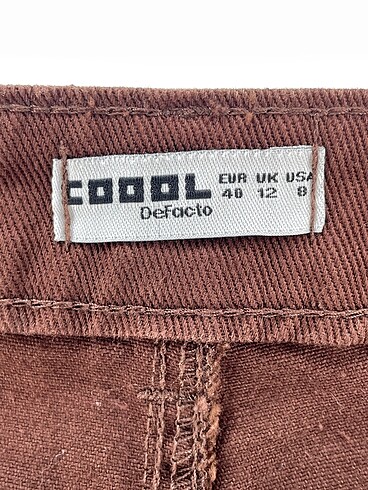 COOOL EUR UK USA
40 12 8
DeFacto